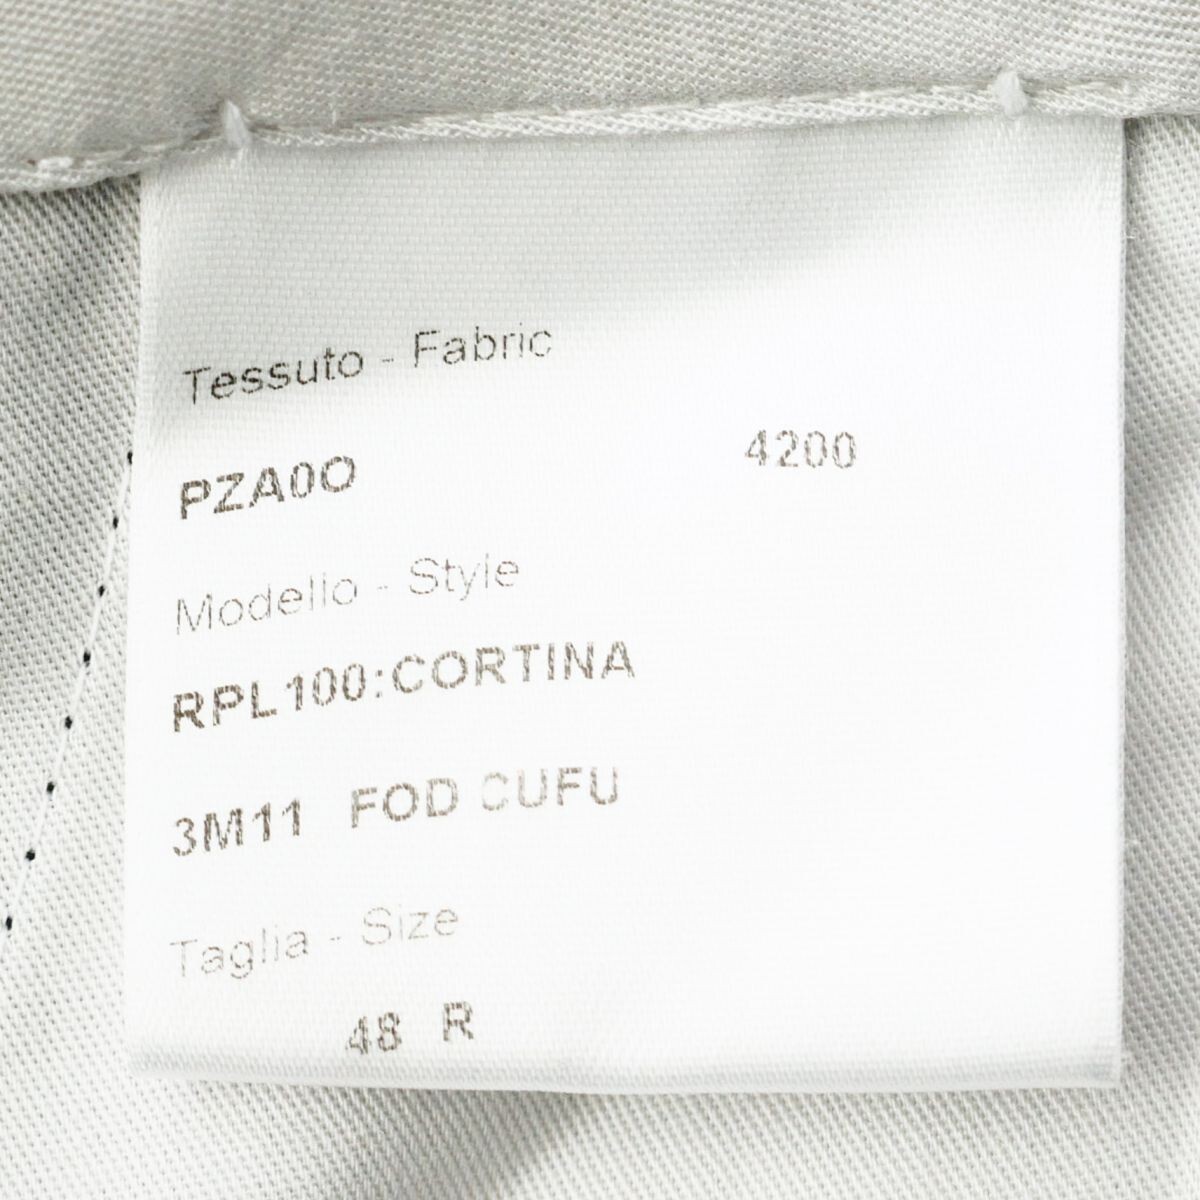 Tessuto - Fabric
PZA0O 4200
Modello - Style
RPL100:CORTINA
3M11 FOD CUFU
Taglia - Size
48 R